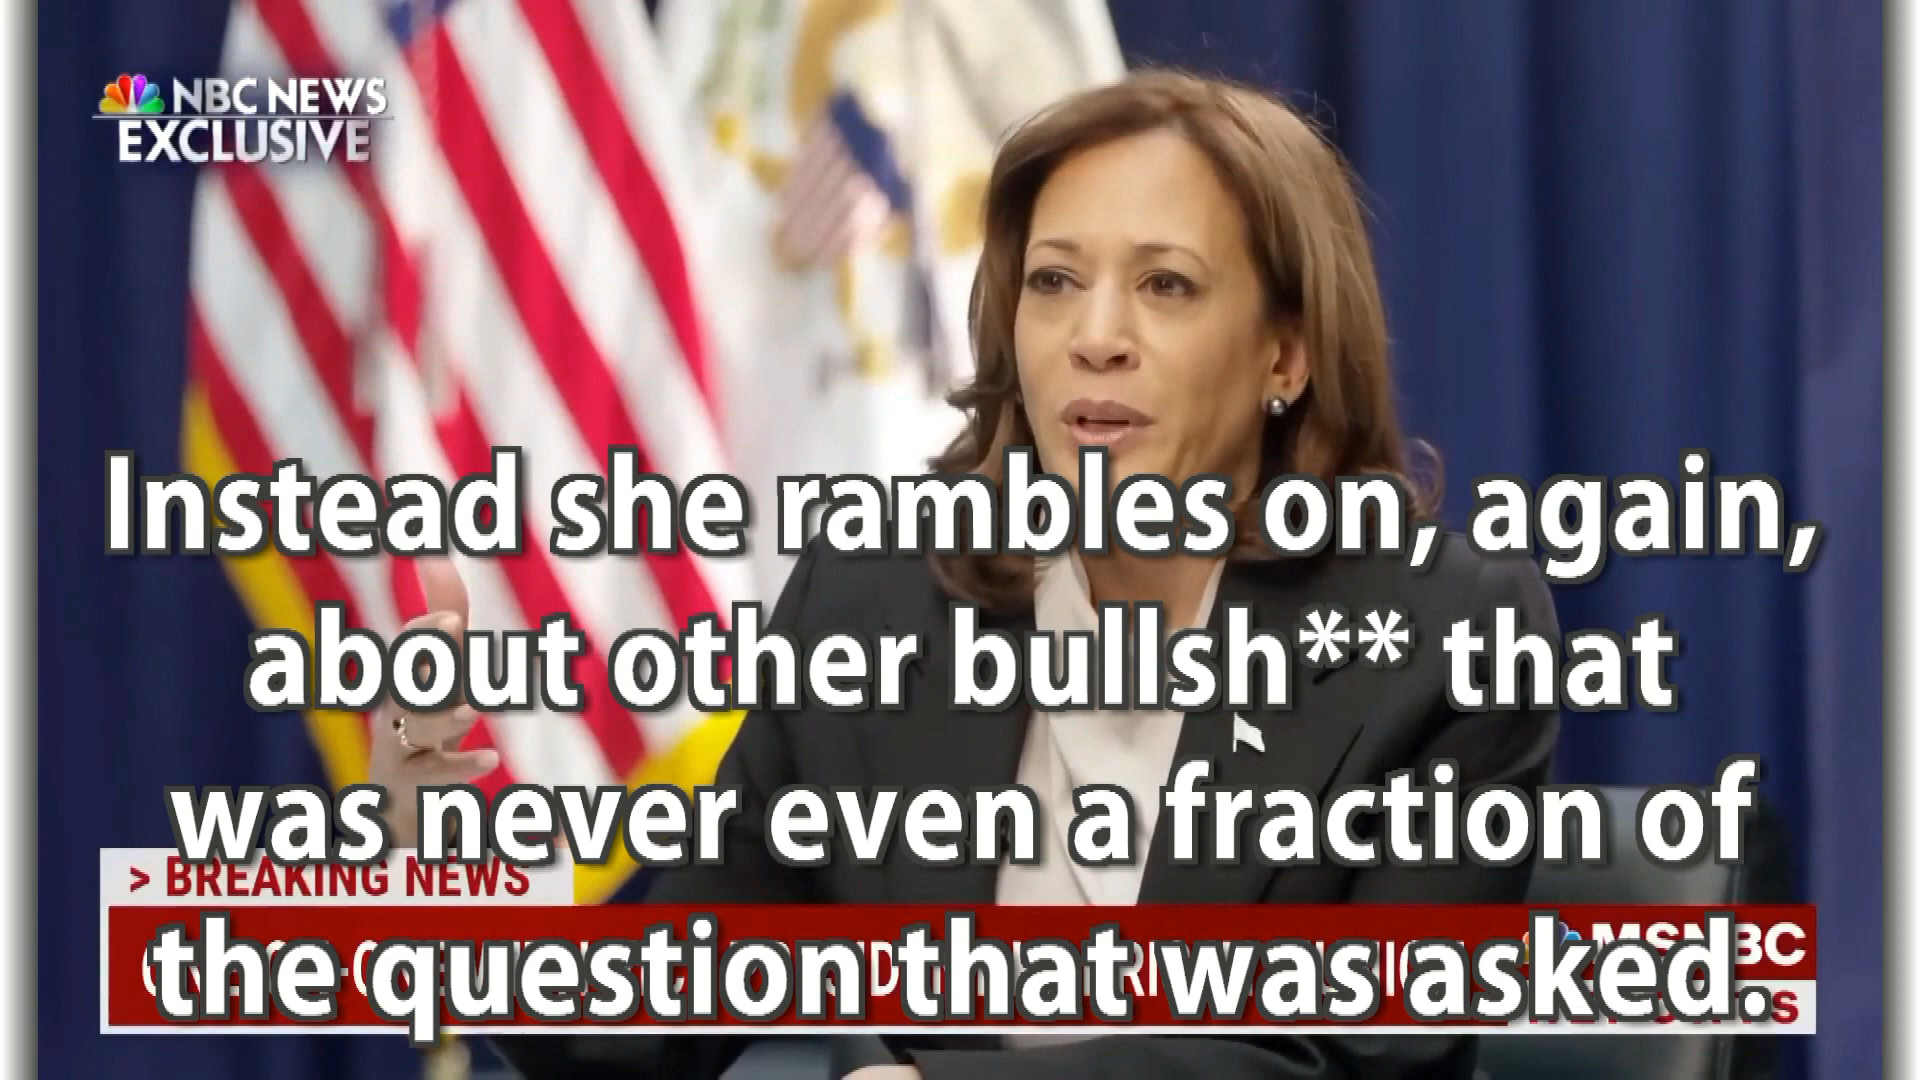 NBC NEWS
EXCLUSIVE
Instead she rambles on, again,
about other bullsh** that
was never even a fraction of
> BREAKING NEWS
the question that was asked.
MSNBC